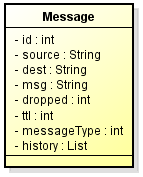 Message
- id : int
- source : String
- dest : String
- msg : String
- dropped : int
- ttl : int
- messageType : int
- history : List